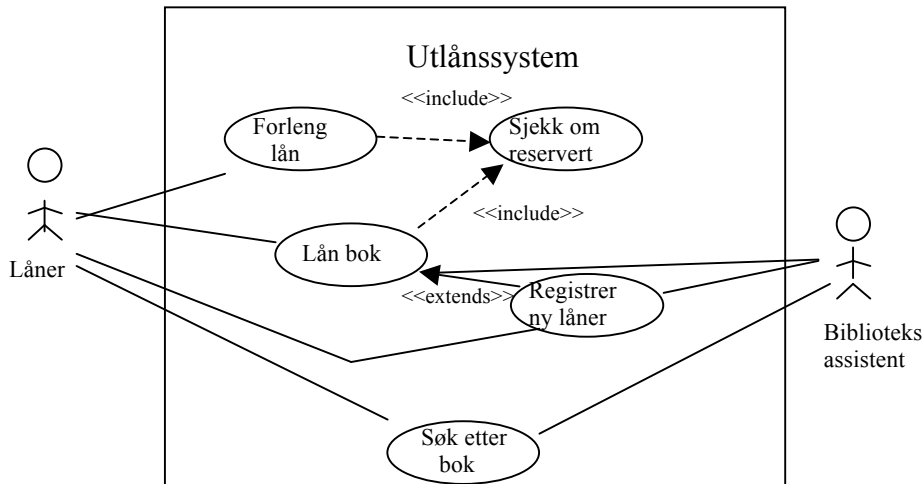 Utlånssystem
<<include>>
Forleng
lån
Sjekk om
reservert
<<include>>
Låner
Lån bok
<<extends>>
Registrer
ny låner
Biblioteks
assistent
Søk etter
bok